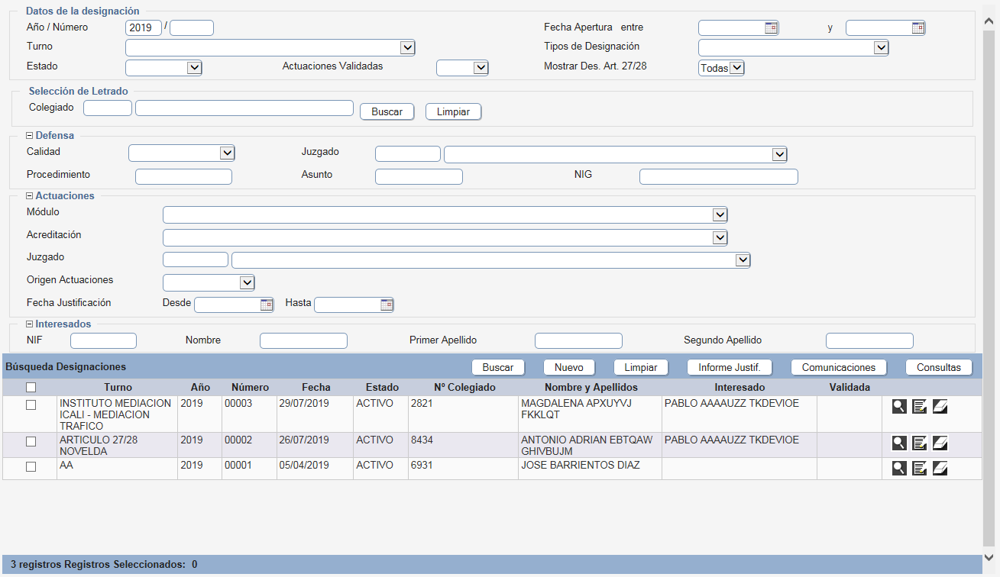 Datos de la designación
Año / Número 2019 / Fecha Apertura entre y
Turno Tipos de Designación
Estado Actuaciones Validadas Mostrar Des. Art. 27/28 Todas
Selección de Letrado
Colegiado Buscar Limpiar
Defensa
Calidad Juzgado
Procedimiento Asunto NIG
Actuaciones
Módulo
Acreditación
Juzgado
Origen Actuaciones
Fecha Justificación Desde Hasta
Interesados
NIF Nombre Primer Apellido Segundo Apellido
Búsqueda Designaciones Buscar Nuevo Limpiar Informe Justif. Comunicaciones Consultas
Turno Año Número Fecha Estado Nº Colegiado Nombre y Apellidos Interesado Validada
INSTITUTO MEDIACION 2019 00003 29/07/2019 ACTIVO 2821 MAGDALENA APXUYVJ PABLO AAAAUZZ TKDEVIOE
ICALI - MEDIACION FKKLQT
TRAFICO
ARTICULO 27/28 2019 00002 26/07/2019 ACTIVO 8434 ANTONIO ADRIAN EBTQAW PABLO AAAAUZZ TKDEVIOE
NOVELDA GHIVBUJM
AA 2019 00001 05/04/2019 ACTIVO 6931 JOSE BARRIENTOS DIAZ
3 registros Registros Seleccionados: 0